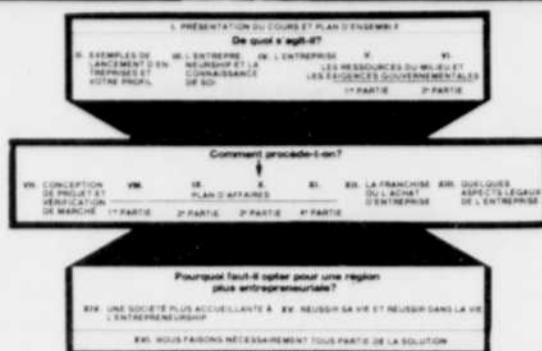 I. PRÉSENTATION DU COURS ET PLAN D'ENSEMBLE
De quoi s'agit-il?
II. EXEMPLES DE LANCEMENT D'ENTREPRISES ET VOTRE PROFIL
III. L'ENTREPRENEURSHIP ET LA CONNAISSANCE DE SOI
IV. L'ENTREPRISE
V. VI.
LES RESSOURCES DU MILIEU ET
LES EXIGENCES GOUVERNEMENTALES
1re PARTIE 2e PARTIE
Comment procède-t-on?
VII. CONCEPTION DE PROJET ET VÉRIFICATION DE MARCHÉ
VIII. IX. X. XI.
PLAN D'AFFAIRES
1re PARTIE 2e PARTIE 3e PARTIE 4e PARTIE
XII. LA FRANCHISE OU L'ACHAT D'ENTREPRISE
XIII. QUELQUES ASPECTS LÉGAUX DE L'ENTREPRISE
Pourquoi faut-il opter pour une région
plus entrepreneuriale?
XIV. UNE SOCIÉTÉ PLUS ACCUEILLANTE À L'ENTREPRENEURSHIP
XV. RÉUSSIR SA VIE ET RÉUSSIR DANS LA VIE
XVI. NOUS FAISONS NÉCESSAIREMENT TOUS PARTIE DE LA SOLUTION